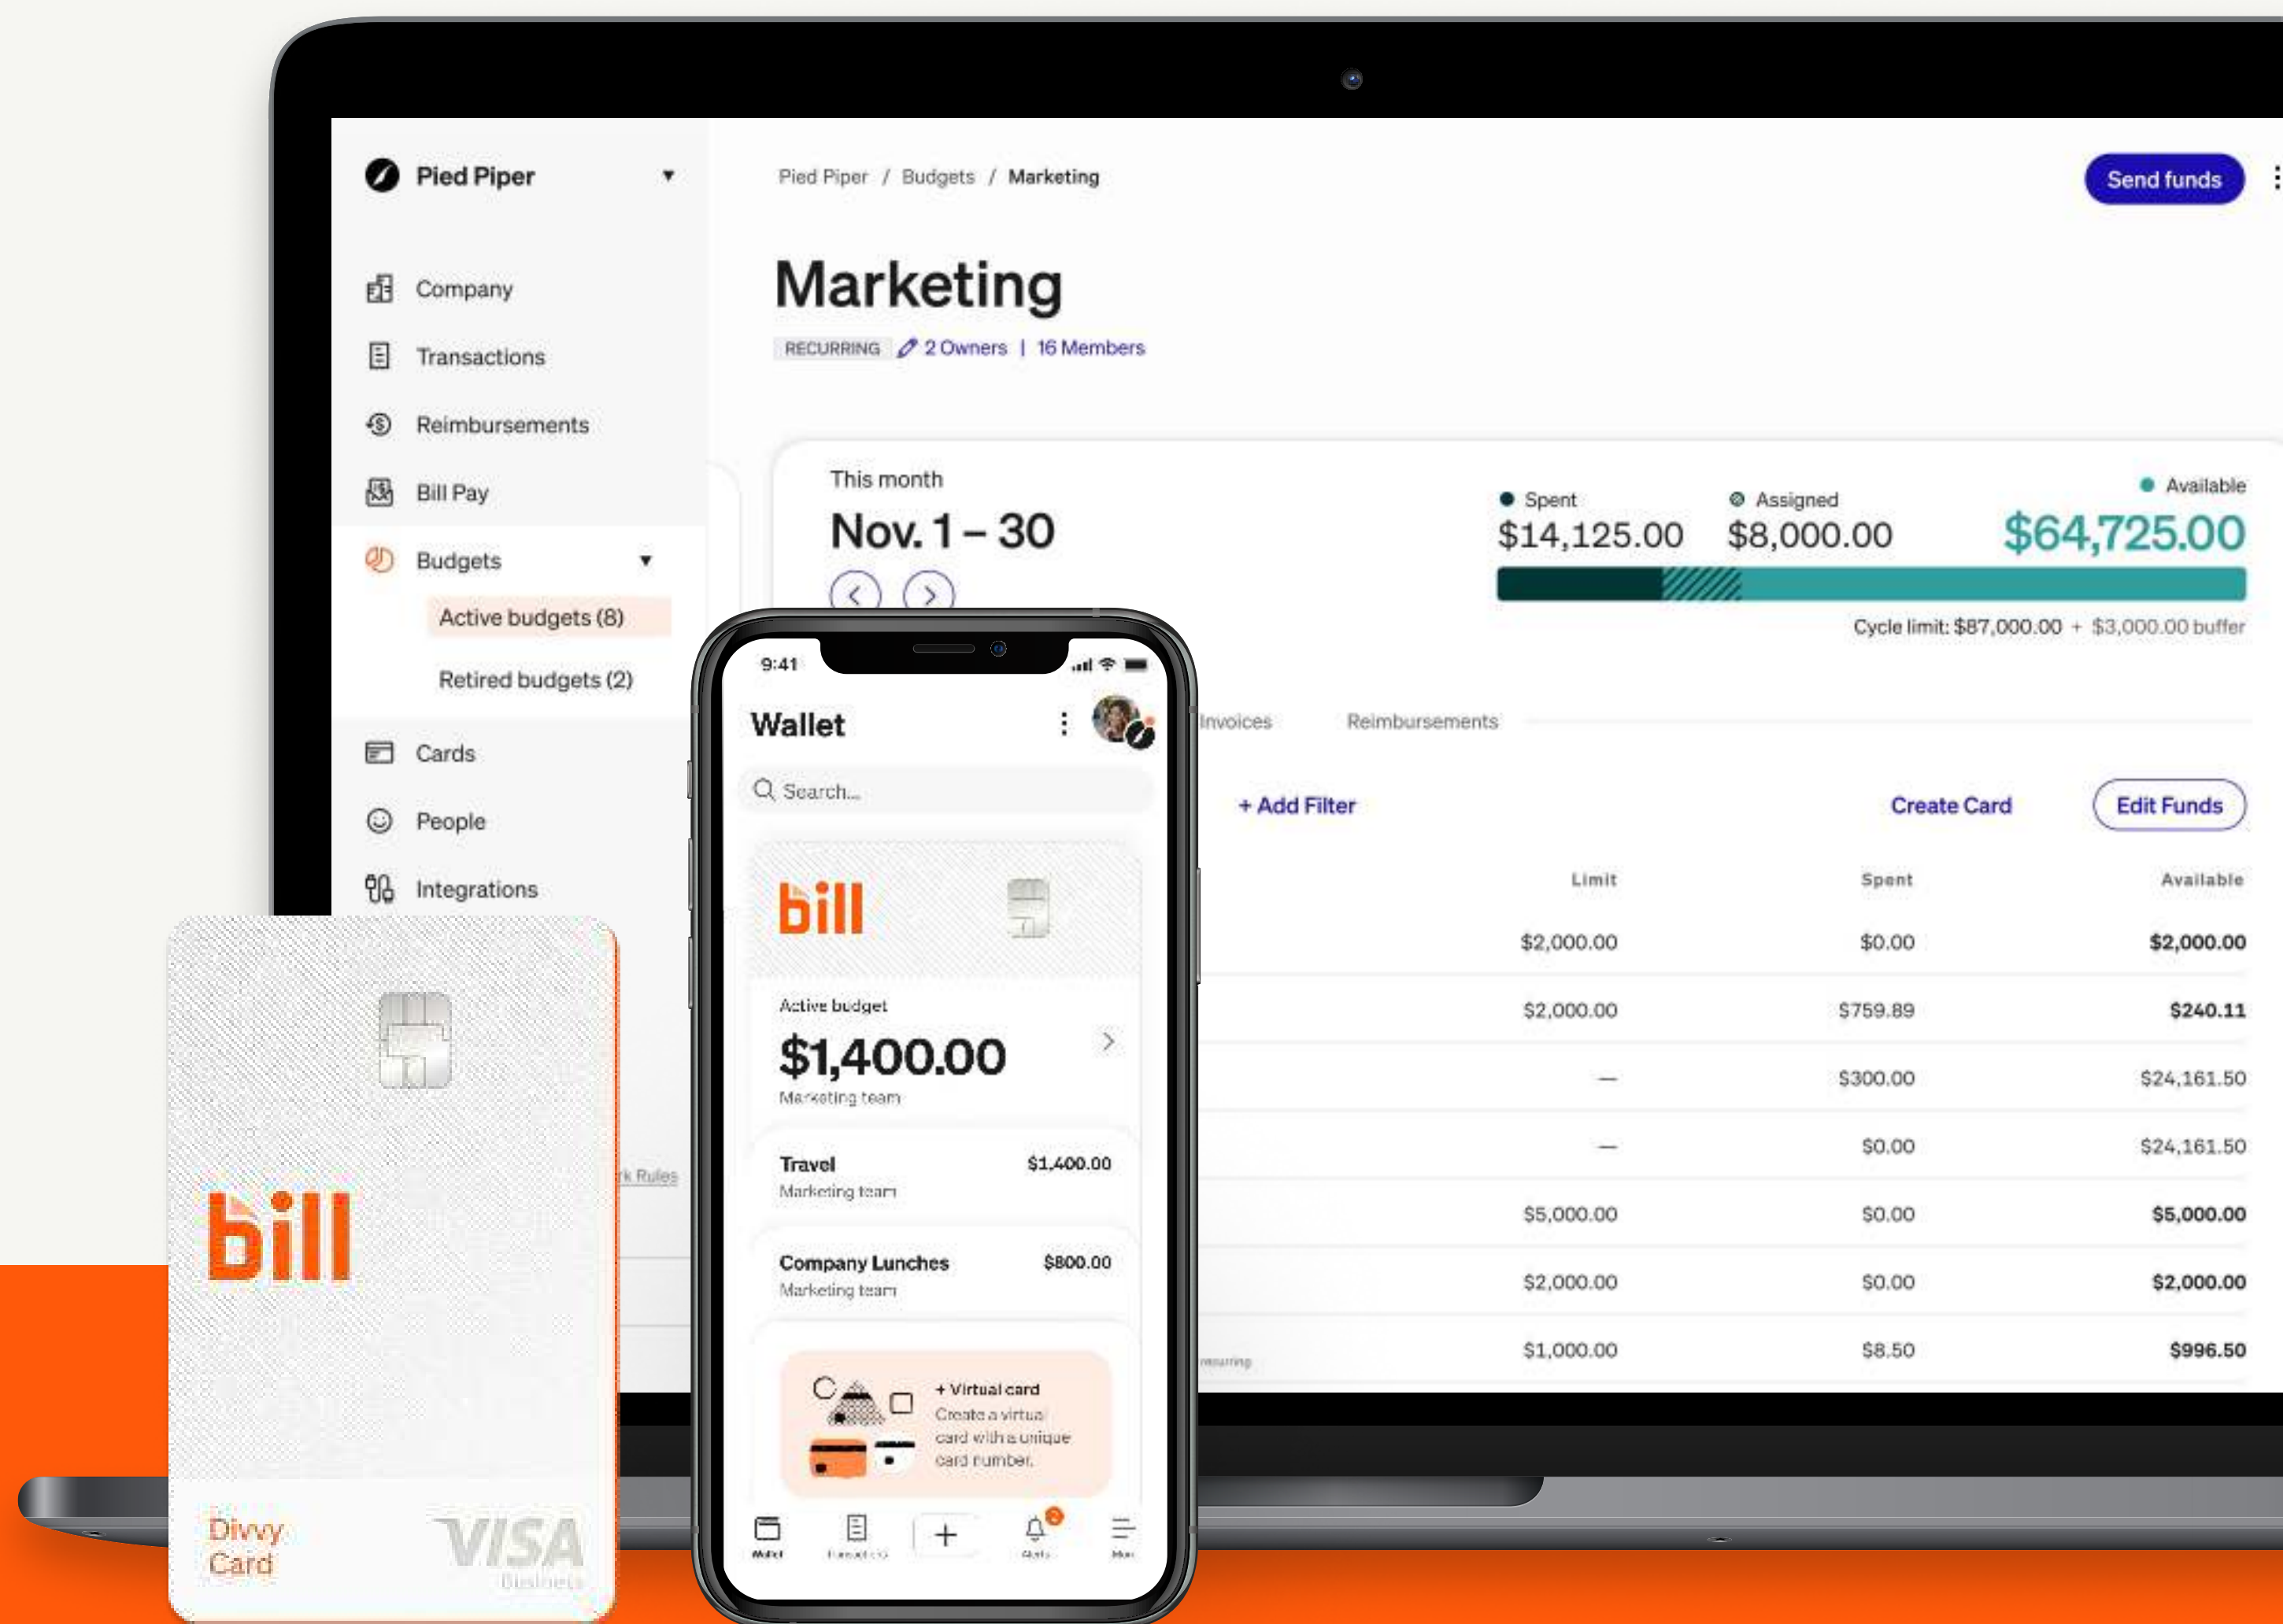 Pied Piper
Company
Transactions
Reimbursements
Bill Pay
Budgets
Active budgets (8)
Retired budgets (2)
Cards
People
Integrations
rk Rules
Pied Piper / Budgets / Marketing
Send funds
Marketing
RECURRING 2 Owners | 16 Members
This month
Nov. 1 – 30
Spent
$14,125.00
Assigned
$8,000.00
Available
$64,725.00
Cycle limit: $87,000.00 + $3,000.00 buffer
Invoices Reimbursements
+ Add Filter Create Card Edit Funds
Limit Spent Available
$2,000.00 $0.00 $2,000.00
$2,000.00 $759.89 $240.11
— $300.00 $24,161.50
— $0.00 $24,161.50
$5,000.00 $0.00 $5,000.00
$2,000.00 $0.00 $2,000.00
$1,000.00 $8.50 $996.50
9:41
Wallet
Search...
bill
Active budget
$1,400.00
Marketing team
Travel $1,400.00
Marketing team
Company Lunches $800.00
Marketing team
+ Virtual card
Create a virtual
card with a unique
card number.
Wallet Transactions Alerts
bill
Divvy
Card
VISA
Business